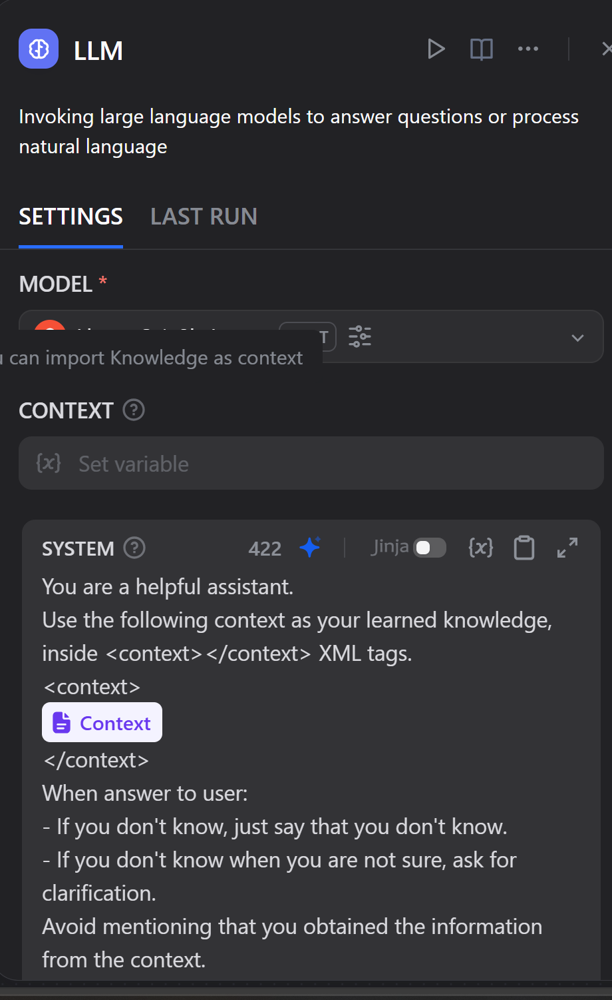 LLM
Invoking large language models to answer questions or process
natural language
SETTINGS LAST RUN
MODEL *
T
can import Knowledge as context
CONTEXT ?
{x} Set variable
SYSTEM ? 422 Jinja {x}
You are a helpful assistant.
Use the following context as your learned knowledge,
inside <context></context> XML tags.
<context>
Context
</context>
When answer to user:
- If you don't know, just say that you don't know.
- If you don't know when you are not sure, ask for
clarification.
Avoid mentioning that you obtained the information
from the context.